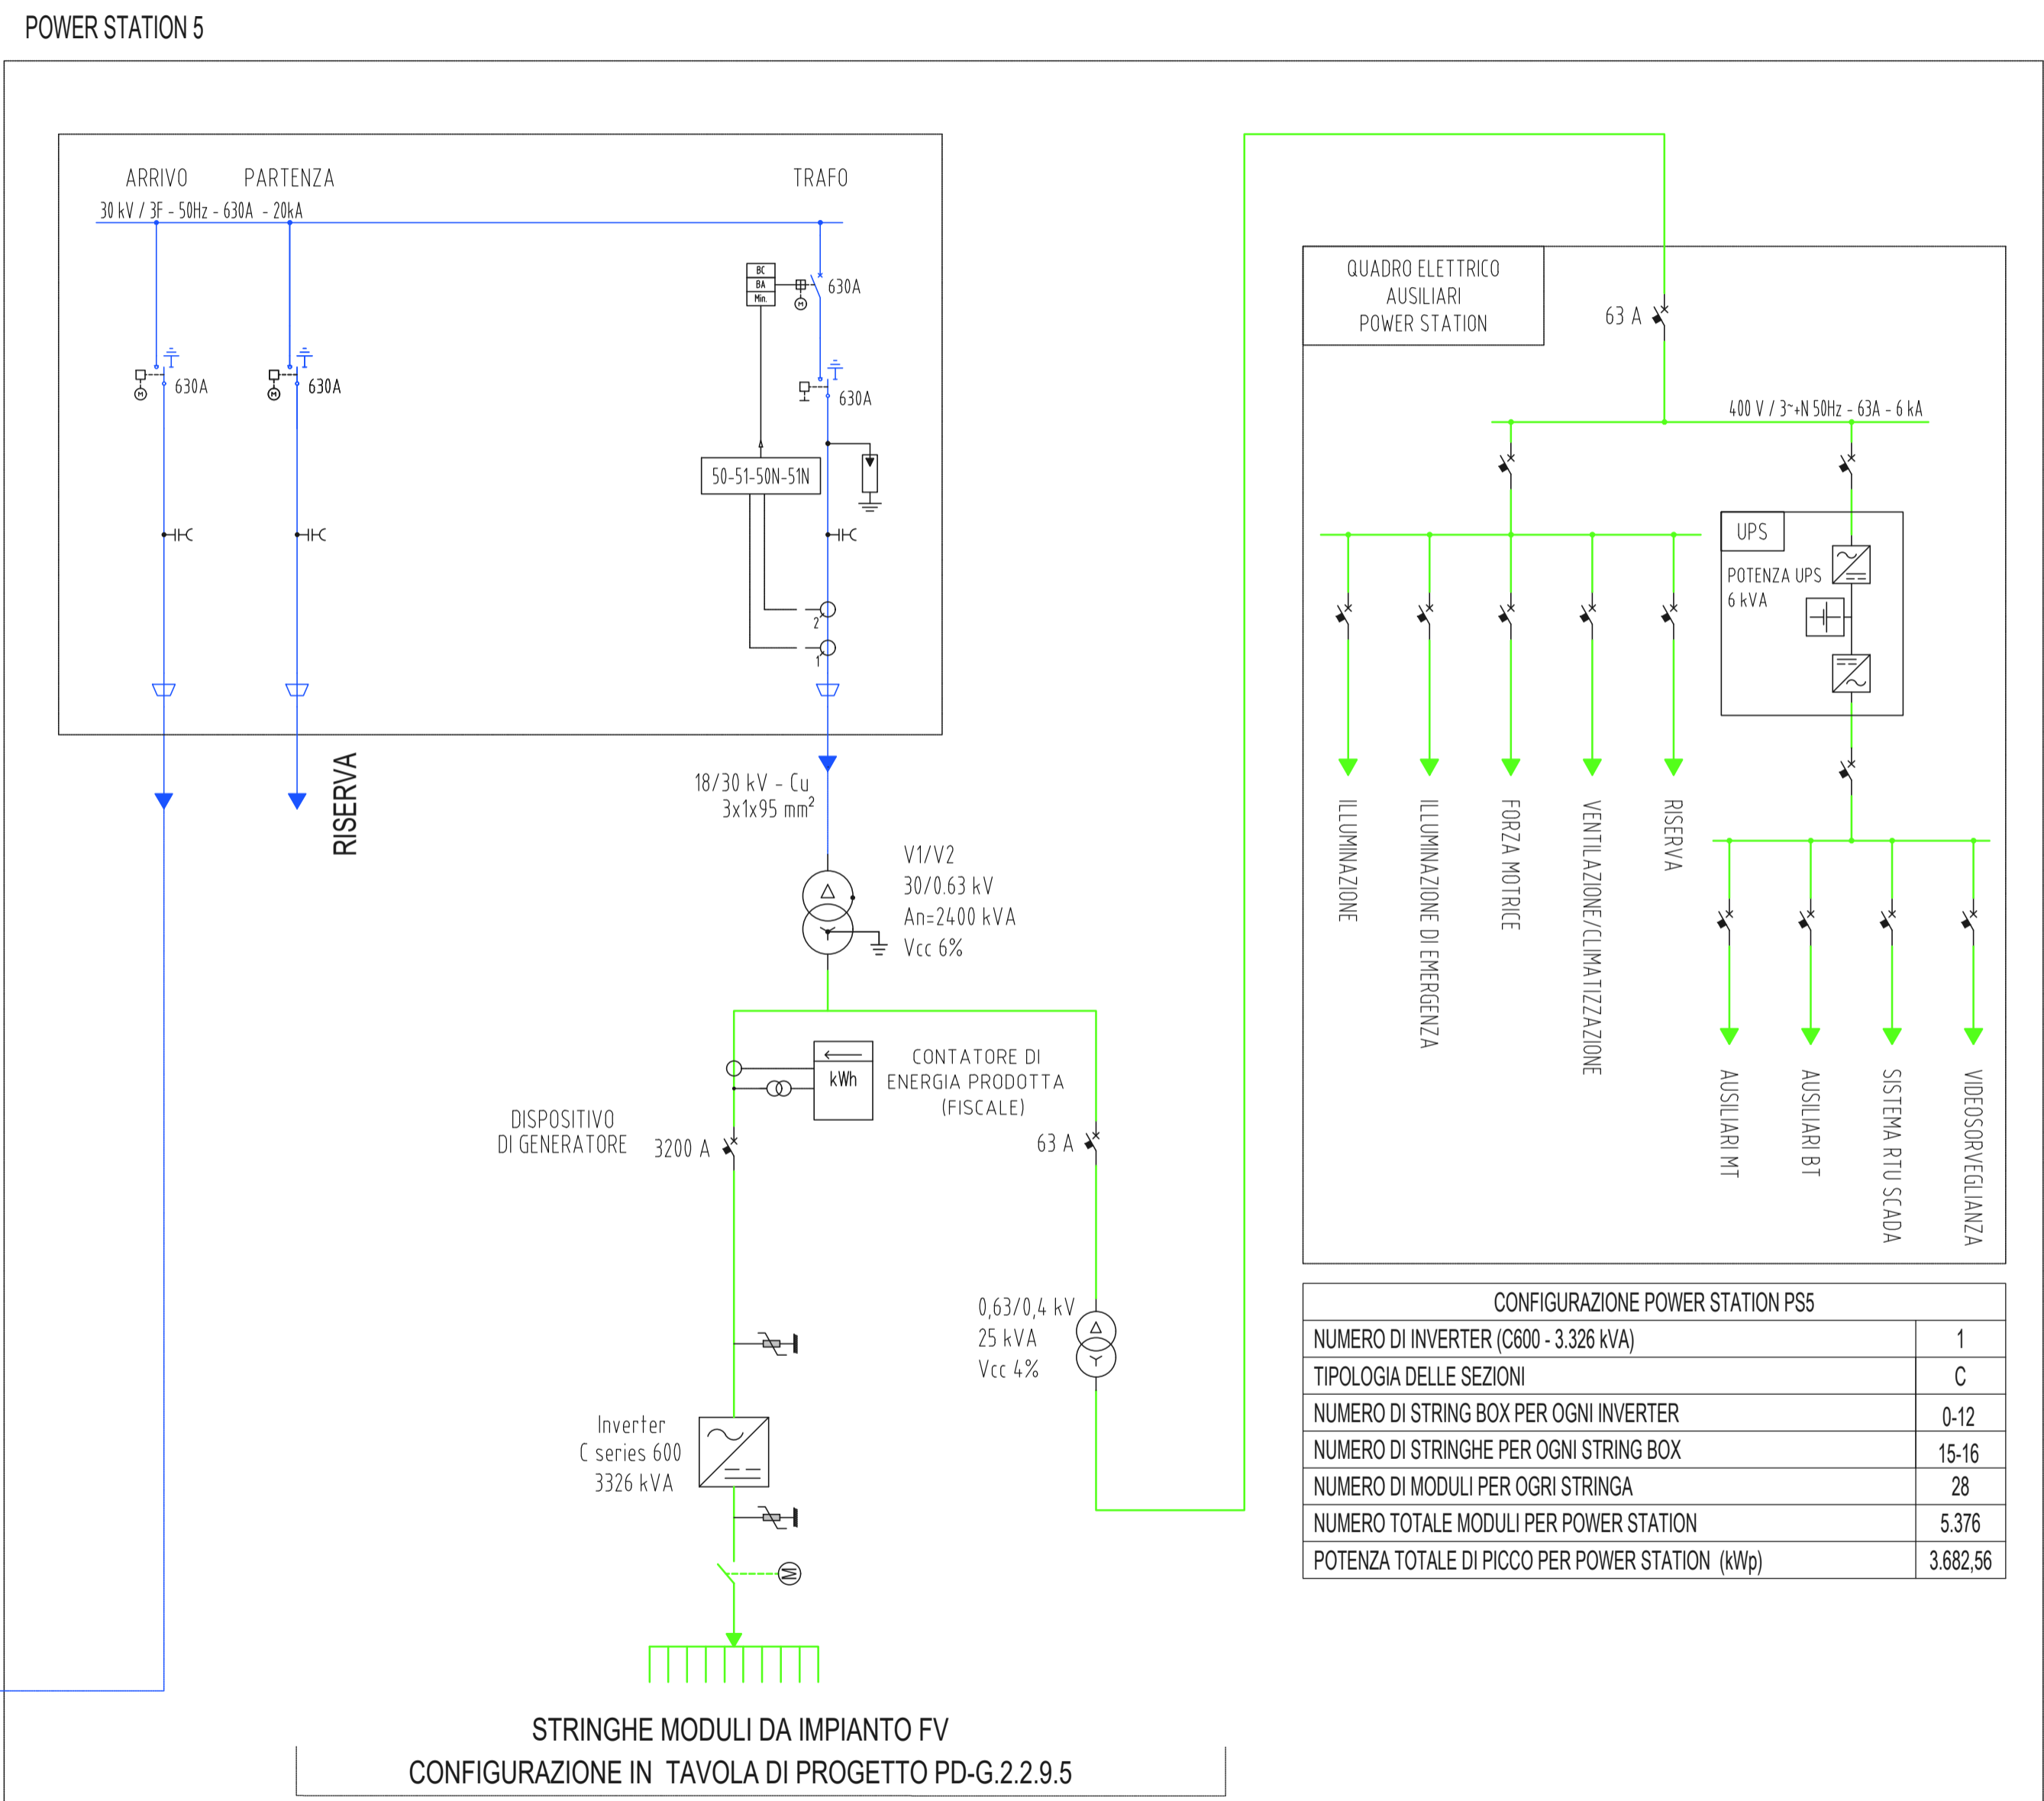 POWER STATION 5
ARRIVO
PARTENZA
TRAFO
30 kV / 3F - 50Hz - 630A - 20kA
BC
BA
Min.
M
630A
M
630A
M
630A
630A
50-51-50N-51N
2
1
RISERVA
18/30 kV - Cu
3x1x95 mm²
V1/V2
30/0.63 kV
An=2400 kVA
Vcc 6%
kWh
CONTATORE DI
ENERGIA PRODOTTA
(FISCALE)
DISPOSITIVO
DI GENERATORE
3200 A
63 A
0,63/0,4 kV
25 kVA
Vcc 4%
Inverter
C series 600
3326 kVA
M
STRINGHE MODULI DA IMPIANTO FV
CONFIGURAZIONE IN TAVOLA DI PROGETTO PD-G.2.2.9.5
QUADRO ELETTRICO
AUSILIARI
POWER STATION
63 A
400 V / 3~+N 50Hz - 63A - 6 kA
UPS
POTENZA UPS
6 kVA
ILLUMINAZIONE
ILLUMINAZIONE DI EMERGENZA
FORZA MOTRICE
VENTILAZIONE/CLIMATIZZAZIONE
RISERVA
AUSILIARI MT
AUSILIARI BT
SISTEMA RTU SCADA
VIDEOSORVEGLIANZA
CONFIGURAZIONE POWER STATION PS5
NUMERO DI INVERTER (C600 - 3.326 kVA) 1
TIPOLOGIA DELLE SEZIONI C
NUMERO DI STRING BOX PER OGNI INVERTER 0-12
NUMERO DI STRINGHE PER OGNI STRING BOX 15-16
NUMERO DI MODULI PER OGRI STRINGA 28
NUMERO TOTALE MODULI PER POWER STATION 5.376
POTENZA TOTALE DI PICCO PER POWER STATION (kWp) 3.682,56